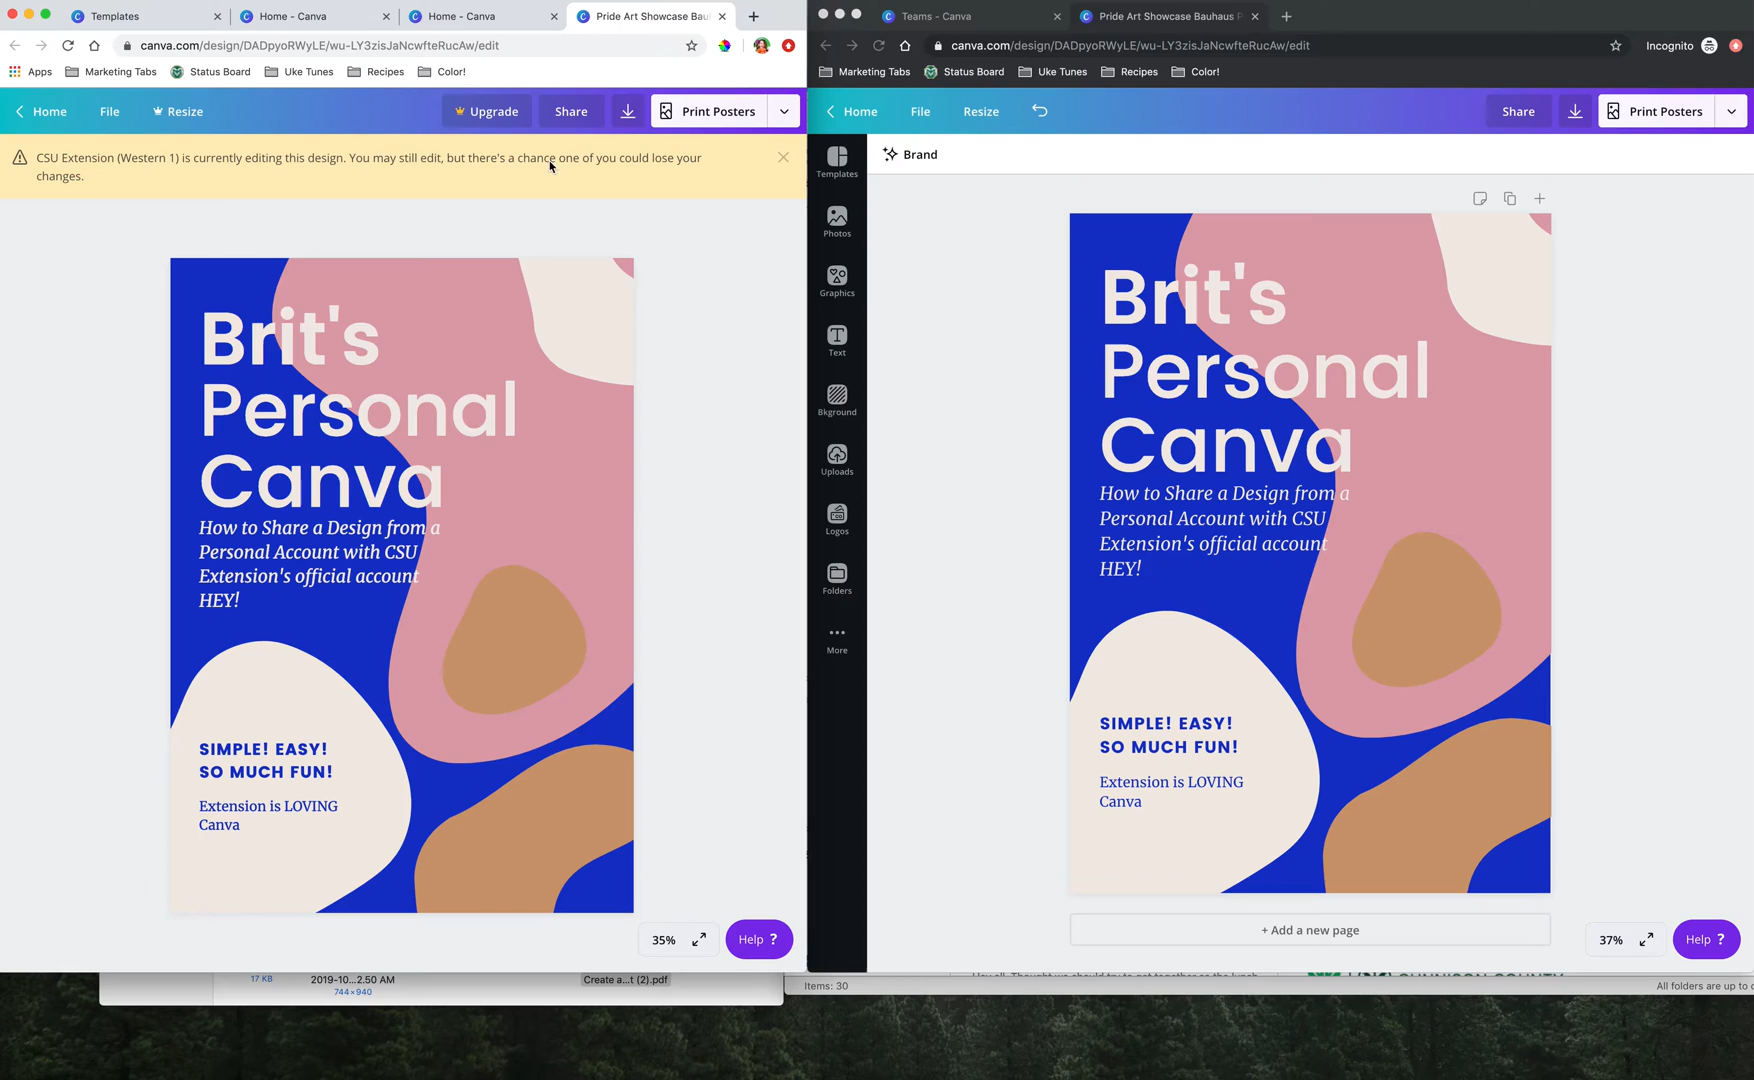 Templates
Home - Canva
Home - Canva
Pride Art Showcase Bau
canva.com/design/DADpyoRWyLE/wu-LY3zisJaNcwfteRucAw/edit
Apps
Marketing Tabs
Status Board
Uke Tunes
Recipes
Color!
Home
File
Resize
Upgrade
Share
Print Posters
CSU Extension (Western 1) is currently editing this design. You may still edit, but there's a chance one of you could lose your
changes.
Brit's
Personal
Canva
How to Share a Design from a
Personal Account with CSU
Extension's official account
HEY!
SIMPLE! EASY!
SO MUCH FUN!
Extension is LOVING
Canva
35%
Help ?
17 KB
2019-10...2.50 AM
744×940
Create a...t (2).pdf
Teams - Canva
Pride Art Showcase Bauhaus P
canva.com/design/DADpyoRWyLE/wu-LY3zisJaNcwfteRucAw/edit
Incognito
Marketing Tabs
Status Board
Uke Tunes
Recipes
Color!
Home
File
Resize
Share
Print Posters
Templates
Photos
Graphics
Text
Bkground
Uploads
Logos
Folders
More
Brand
Brit's
Personal
Canva
How to Share a Design from a
Personal Account with CSU
Extension's official account
HEY!
SIMPLE! EASY!
SO MUCH FUN!
Extension is LOVING
Canva
+ Add a new page
37%
Help ?
Items: 30
All folders are up to